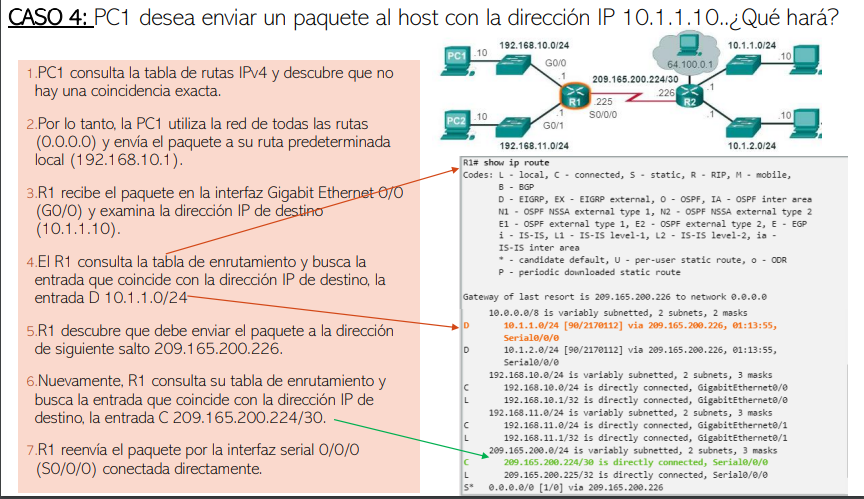 CASO 4: PC1 desea enviar un paquete al host con la dirección IP 10.1.1.10..¿Qué hará?
1.PC1 consulta la tabla de rutas IPv4 y descubre que no
hay una coincidencia exacta.
2.Por lo tanto, la PC1 utiliza la red de todas las rutas
(0.0.0.0) y envía el paquete a su ruta predeterminada
local (192.168.10.1).
3.R1 recibe el paquete en la interfaz Gigabit Ethernet 0/0
(G0/0) y examina la dirección IP de destino
(10.1.1.10).
4.El R1 consulta la tabla de enrutamiento y busca la
entrada que coincide con la dirección IP de destino, la
entrada D 10.1.1.0/24
5.R1 descubre que debe enviar el paquete a la dirección
de siguiente salto 209.165.200.226.
6.Nuevamente, R1 consulta su tabla de enrutamiento y
busca la entrada que coincide con la dirección IP de
destino, la entrada C 209.165.200.224/30.
7.R1 reenvía el paquete por la interfaz serial 0/0/0
(S0/0/0) conectada directamente.
192.168.10.0/24
10.1.1.0/24
PC1
.10
G0/0
.1
64.100.0.1
.10
.1
209.165.200.224/30
.226
R1
.225
S0/0/0
R2
PC2
.10
.1
G0/1
.1
.10
192.168.11.0/24
10.1.2.0/24
R1# show ip route
Codes: L - local, C - connected, S - static, R - RIP, M - mobile,
B - BGP
D - EIGRP, EX - EIGRP external, O - OSPF, IA - OSPF inter area
N1 - OSPF NSSA external type 1, N2 - OSPF NSSA external type 2
E1 - OSPF external type 1, E2 - OSPF external type 2, E - EGP
i - IS-IS, L1 - IS-IS level-1, L2 - IS-IS level-2, ia -
IS-IS inter area
* - candidate default, U - per-user static route, o - ODR
P - periodic downloaded static route
Gateway of last resort is 209.165.200.226 to network 0.0.0.0
10.0.0.0/8 is variably subnetted, 2 subnets, 2 masks
D 10.1.1.0/24 [90/2170112] via 209.165.200.226, 01:13:55,
Serial0/0/0
D 10.1.2.0/24 [90/2170112] via 209.165.200.226, 01:13:55,
Serial0/0/0
192.168.10.0/24 is variably subnetted, 2 subnets, 3 masks
C 192.168.10.0/24 is directly connected, GigabitEthernet0/0
L 192.168.10.1/32 is directly connected, GigabitEthernet0/0
192.168.11.0/24 is variably subnetted, 2 subnets, 3 masks
C 192.168.11.0/24 is directly connected, GigabitEthernet0/1
L 192.168.11.1/32 is directly connected, GigabitEthernet0/1
209.165.200.0/24 is variably subnetted, 2 subnets, 3 masks
C 209.165.200.224/30 is directly connected, Serial0/0/0
L 209.165.200.225/32 is directly connected, Serial0/0/0
S* 0.0.0.0/0 [1/0] via 209.165.200.226